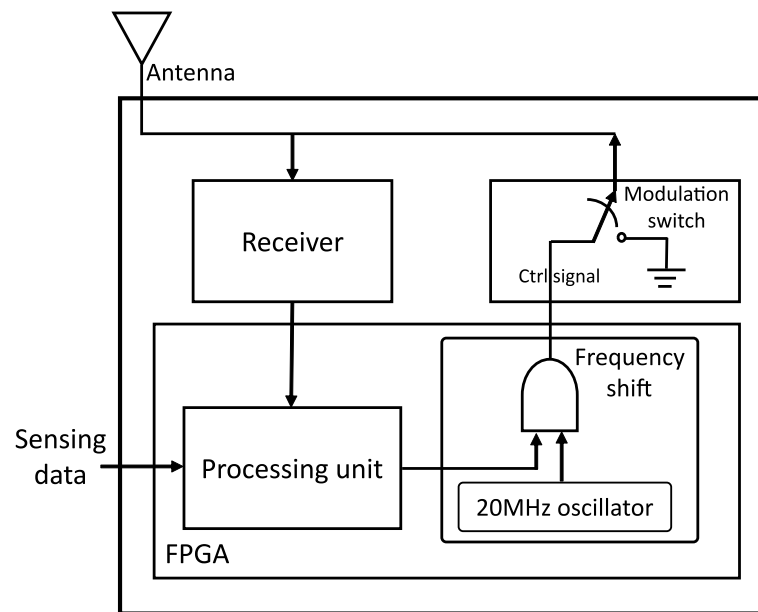 Antenna
Receiver
Modulation
switch
Ctrl signal
Frequency
shift
Sensing
data
Processing unit
20MHz oscillator
FPGA